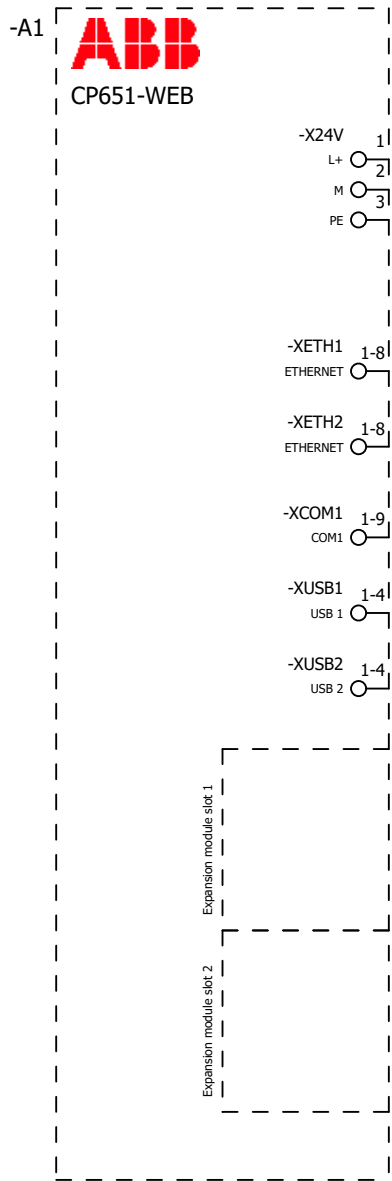 -A1
ABB
CP651-WEB
-X24V 1
L+
2
M
3
PE
-XETH1 1-8
ETHERNET
-XETH2 1-8
ETHERNET
-XCOM1 1-9
COM1
-XUSB1 1-4
USB 1
-XUSB2 1-4
USB 2
Expansion module slot 1
Expansion module slot 2